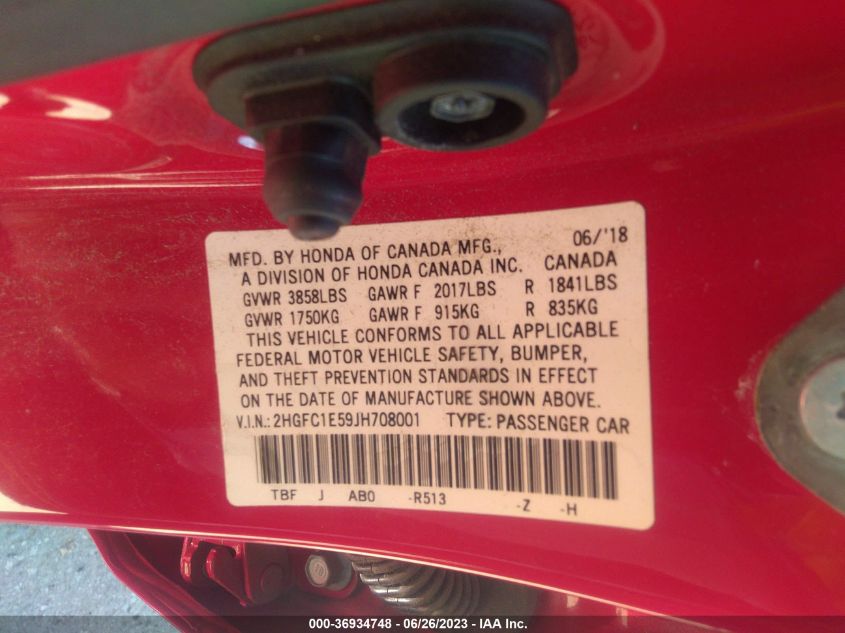 MFD. BY HONDA OF CANADA MFG., 06/'18
A DIVISION OF HONDA CANADA INC. CANADA
GVWR 3858LBS GAWR F 2017LBS R 1841LBS
GVWR 1750KG GAWR F 915KG R 835KG
THIS VEHICLE CONFORMS TO ALL APPLICABLE
FEDERAL MOTOR VEHICLE SAFETY, BUMPER,
AND THEFT PREVENTION STANDARDS IN EFFECT
ON THE DATE OF MANUFACTURE SHOWN ABOVE.
V.I.N.: 2HGFC1E59JH708001 TYPE: PASSENGER CAR
TBF J AB0 -R513 -Z -H
000-36934748 - 06/26/2023 - IAA Inc.